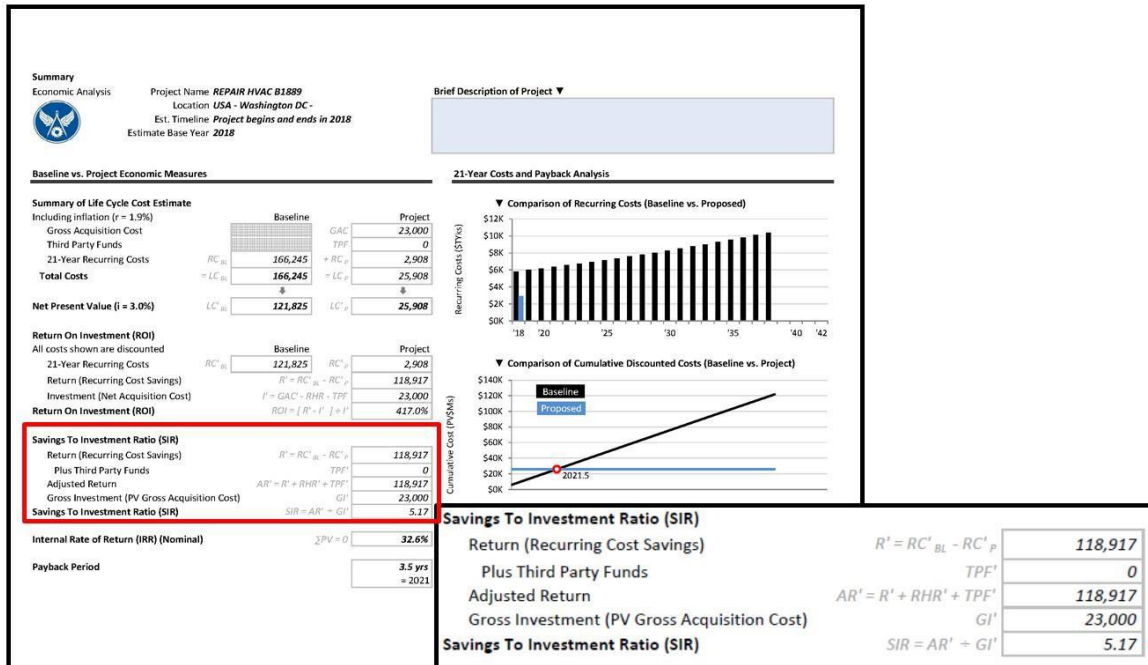 Summary
Economic Analysis
Project Name REPAIR HVAC B1889
Location USA - Washington DC -
Est. Timeline Project begins and ends in 2018
Estimate Base Year 2018
Brief Description of Project ▼
Baseline vs. Project Economic Measures
Summary of Life Cycle Cost Estimate
Including inflation (r = 1.9%) Baseline Project
Gross Acquisition Cost GAC 23,000
Third Party Funds TPF 0
21-Year Recurring Costs RC BL 166,245 + RC P 2,908
Total Costs = LC BL 166,245 = LC P 25,908
Net Present Value (i = 3.0%) LC' BL 121,825 LC' P 25,908
Return On Investment (ROI)
All costs shown are discounted Baseline Project
21-Year Recurring Costs RC' BL 121,825 RC' P 2,908
Return (Recurring Cost Savings) R' = RC' BL - RC' P 118,917
Investment (Net Acquisition Cost) I' = GAC' - RHR - TPF 23,000
Return On Investment (ROI) ROI = [ R' - I' ] ÷ I' 417.0%
Savings To Investment Ratio (SIR)
Return (Recurring Cost Savings) R' = RC' BL - RC' P 118,917
Plus Third Party Funds TPF' 0
Adjusted Return AR' = R' + RHR' + TPF' 118,917
Gross Investment (PV Gross Acquisition Cost) GI' 23,000
Savings To Investment Ratio (SIR) SIR = AR' ÷ GI' 5.17
Internal Rate of Return (IRR) (Nominal) ∑PV = 0 32.6%
Payback Period 3.5 yrs
= 2021
21-Year Costs and Payback Analysis
▼ Comparison of Recurring Costs (Baseline vs. Proposed)
Recurring Costs ($TYks)
$12K
$10K
$8K
$6K
$4K
$2K
$0K
'18 '20 '25 '30 '35 '40 '42
▼ Comparison of Cumulative Discounted Costs (Baseline vs. Project)
Cumulative Cost (PV$Ms)
$140K
$120K
$100K
$80K
$60K
$40K
$20K
$0K
Baseline
Proposed
2021.5
Savings To Investment Ratio (SIR)
Return (Recurring Cost Savings) R' = RC' BL - RC' P 118,917
Plus Third Party Funds TPF' 0
Adjusted Return AR' = R' + RHR' + TPF' 118,917
Gross Investment (PV Gross Acquisition Cost) GI' 23,000
Savings To Investment Ratio (SIR) SIR = AR' ÷ GI' 5.17